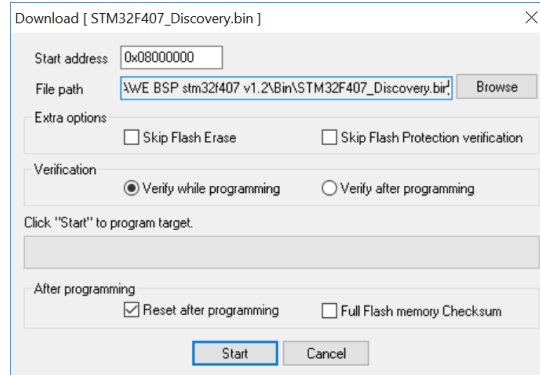 Download [ STM32F407_Discovery.bin ]
Start address 0x08000000
File path \WE BSP stm32f407 v1.2\Bin\STM32F407_Discovery.bin Browse
Extra options
Skip Flash Erase Skip Flash Protection verification
Verification
Verify while programming Verify after programming
Click "Start" to program target.
After programming
Reset after programming Full Flash memory Checksum
Start Cancel